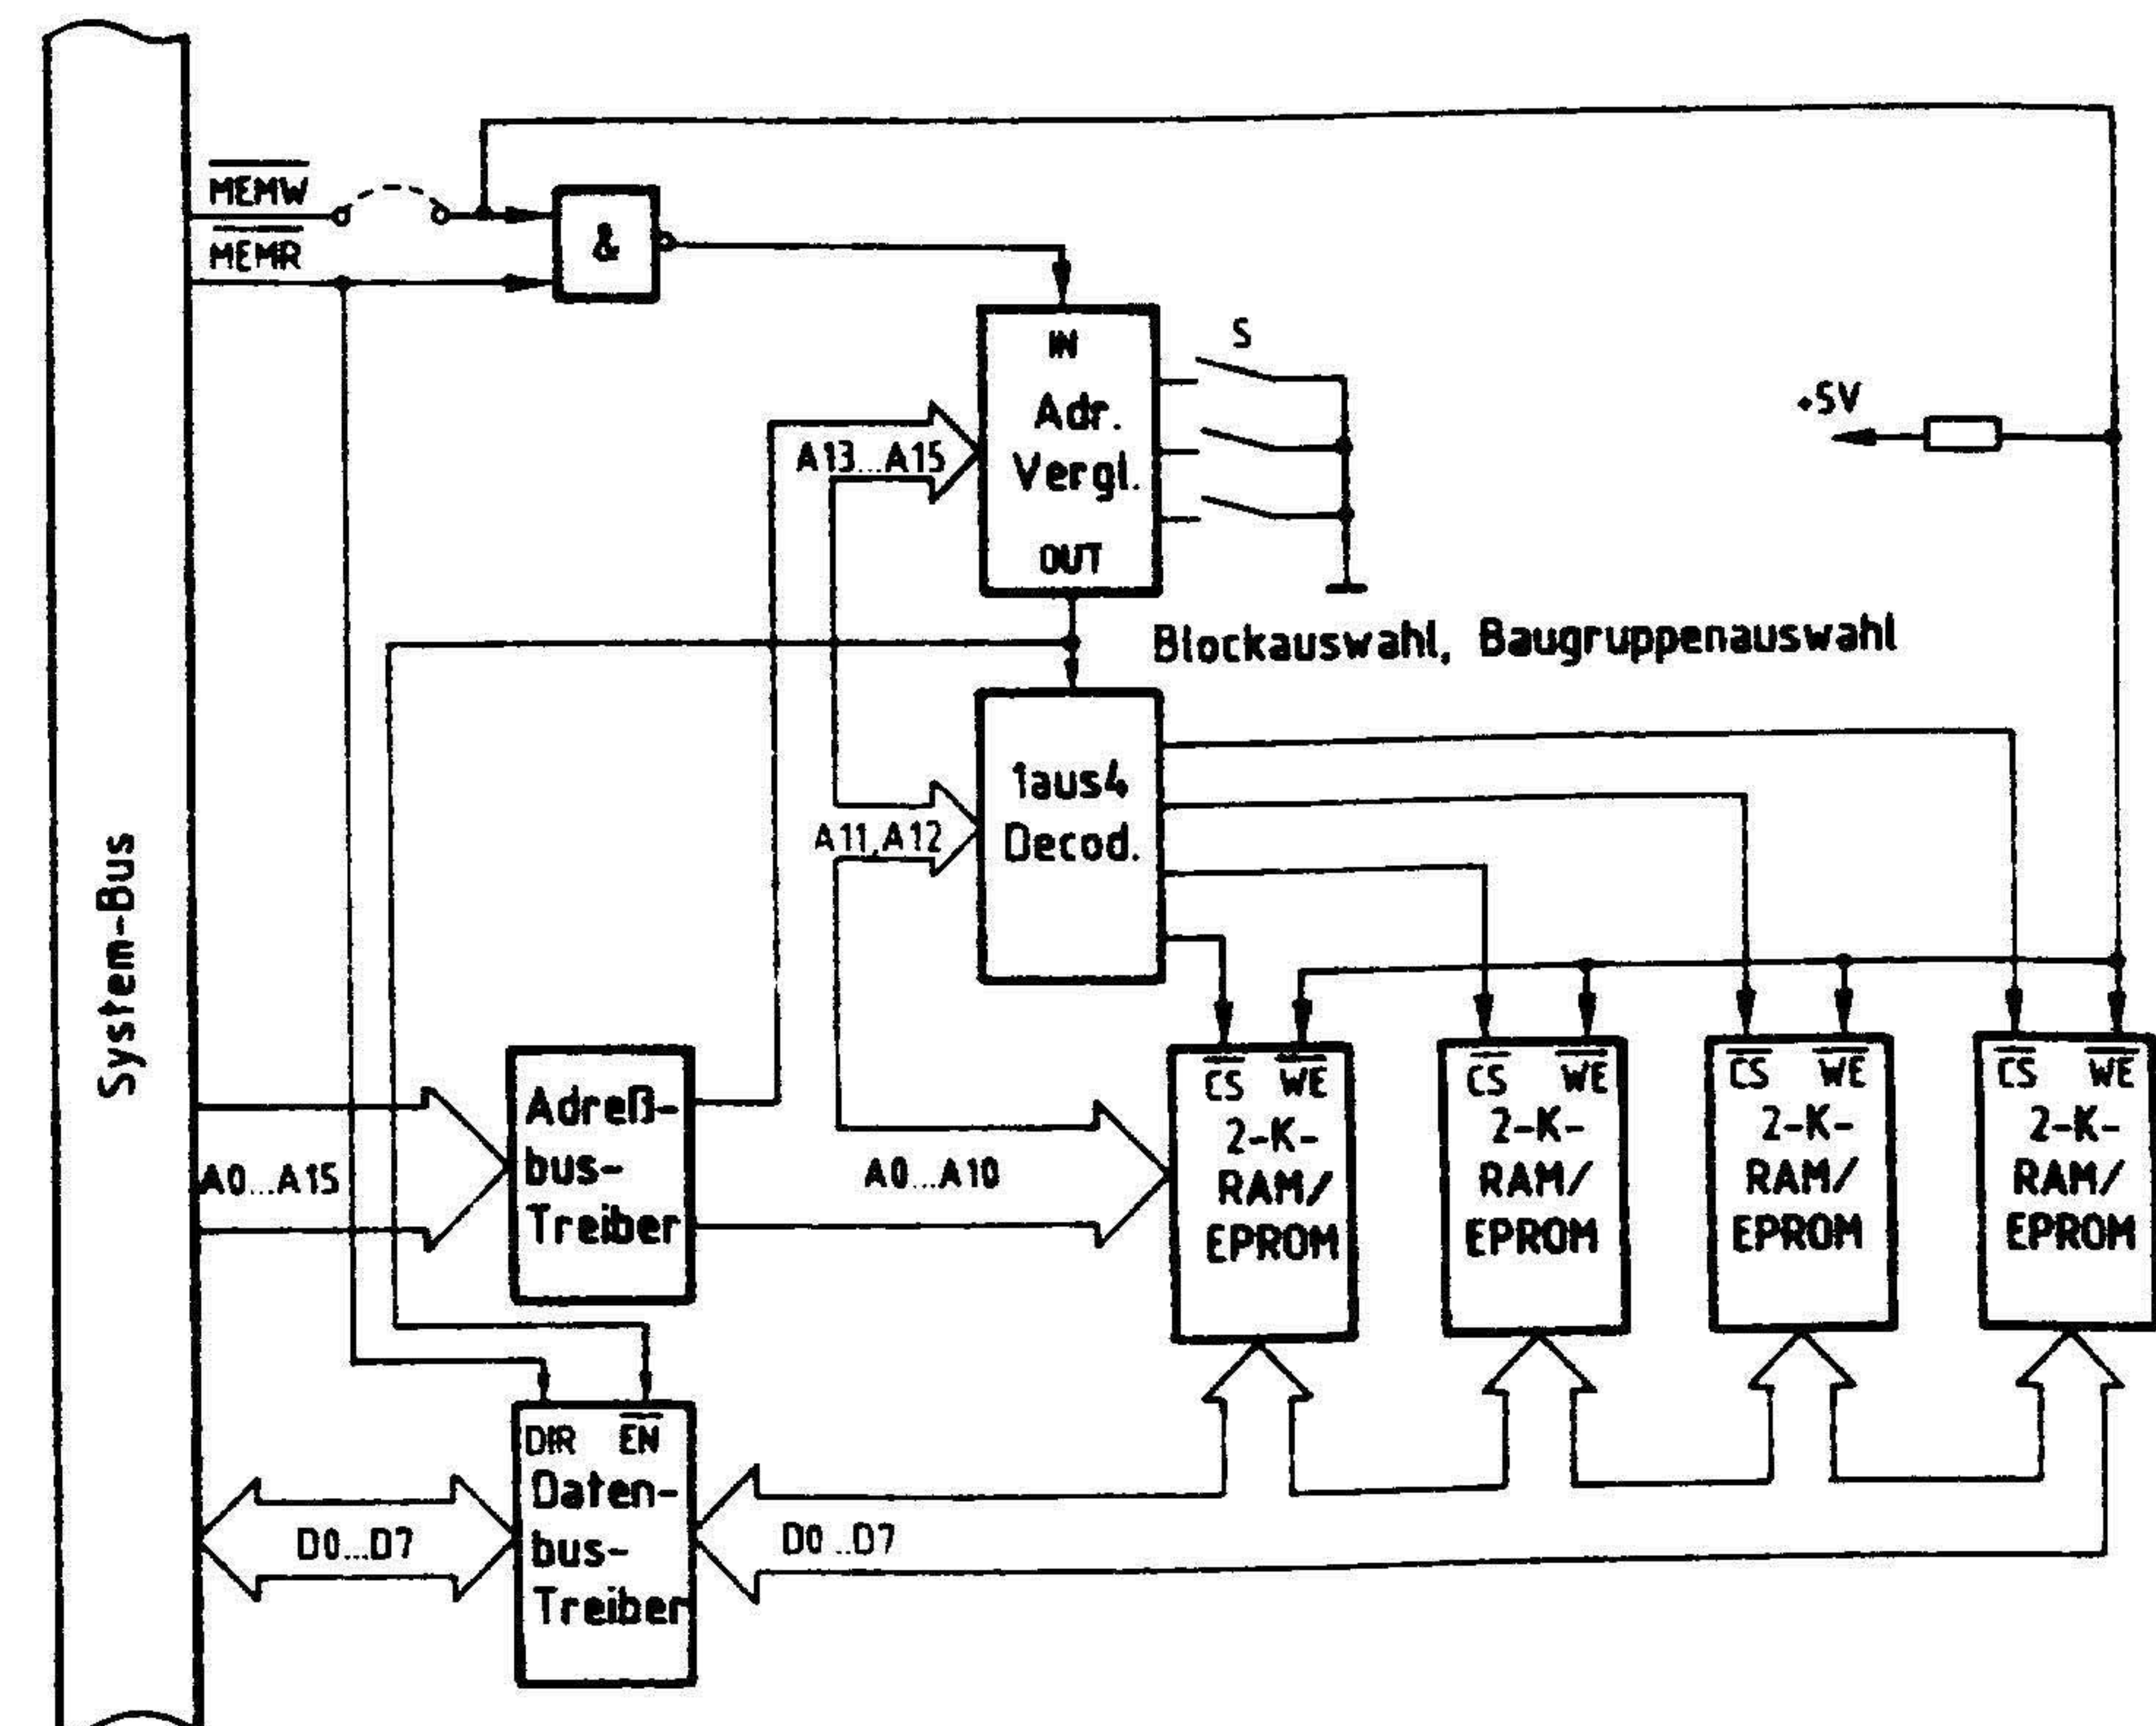 MEMW
MEMR
&
IN
Adr.
Vergl.
OUT
S
+5V
A13...A15
Blockauswahl, Baugruppenauswahl
1aus4
Decod.
A11,A12
System-Bus
A0...A15
Adreß-
bus-
Treiber
A0...A10
CS WE
2-K-
RAM/
EPROM
CS WE
2-K-
RAM/
EPROM
CS WE
2-K-
RAM/
EPROM
CS WE
2-K-
RAM/
EPROM
DIR EN
Daten-
bus-
Treiber
D0...D7
D0...D7